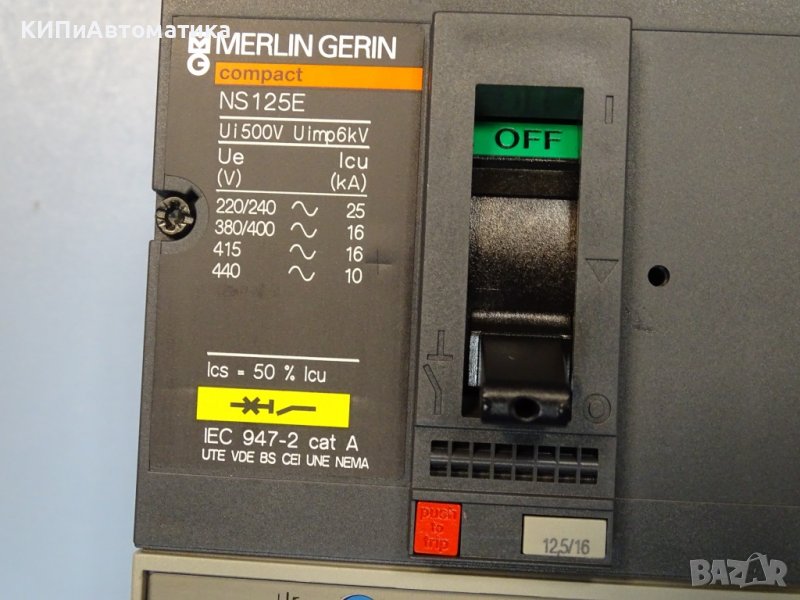 КИПиАвтоматика
MERLIN GERIN
compact
NS125E
Ui500V Uimp6kV
Ue Icu
(V) (kA)
220/240 ~ 25
380/400 ~ 16
415 ~ 16
440 ~ 10
Ics = 50 % Icu
IEC 947-2 cat A
UTE VDE BS CEI UNE NEMA
I
OFF
O
push
to
trip
12,5/16
BAZAR